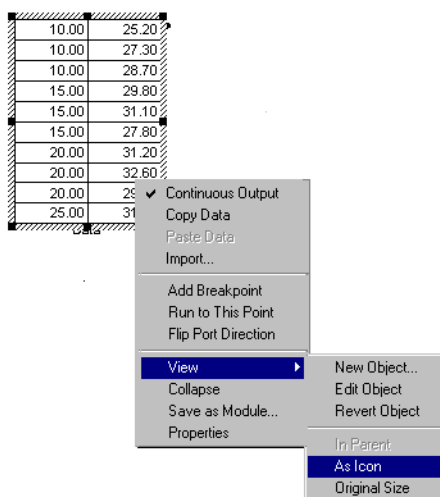 10.00 25.20
10.00 27.30
10.00 28.70
15.00 29.80
15.00 31.10
15.00 27.80
20.00 31.20
20.00 32.60
20.00 29
25.00 31
Data
Continuous Output
Copy Data
Paste Data
Import...
Add Breakpoint
Run to This Point
Flip Port Direction
View
Collapse
Save as Module...
Properties
New Object...
Edit Object
Revert Object
In Parent
As Icon
Original Size